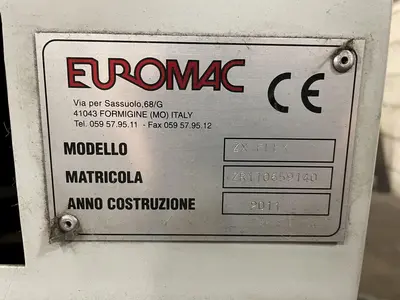 EUROMAC
CE
Via per Sassuolo,68/G
41043 FORMIGINE (MO) ITALY
Tel. 059 57.95.11 - Fax 059 57.95.12
MODELLO
MATRICOLA
ANNO COSTRUZIONE 2011